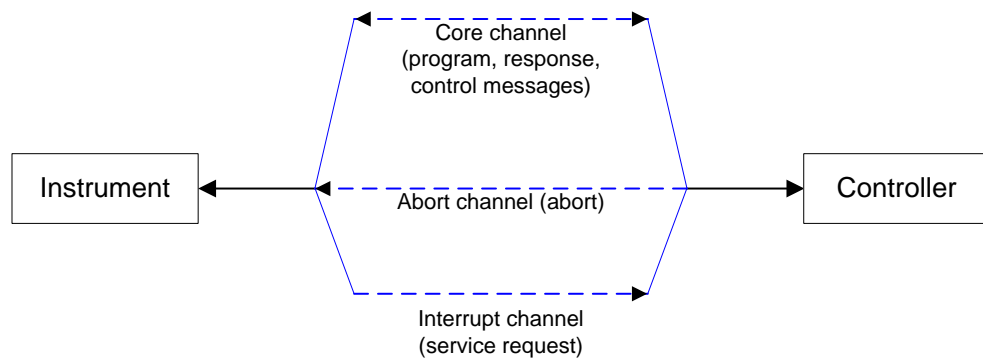 Core channel
(program, response,
control messages)
Instrument
Abort channel (abort)
Controller
Interrupt channel
(service request)